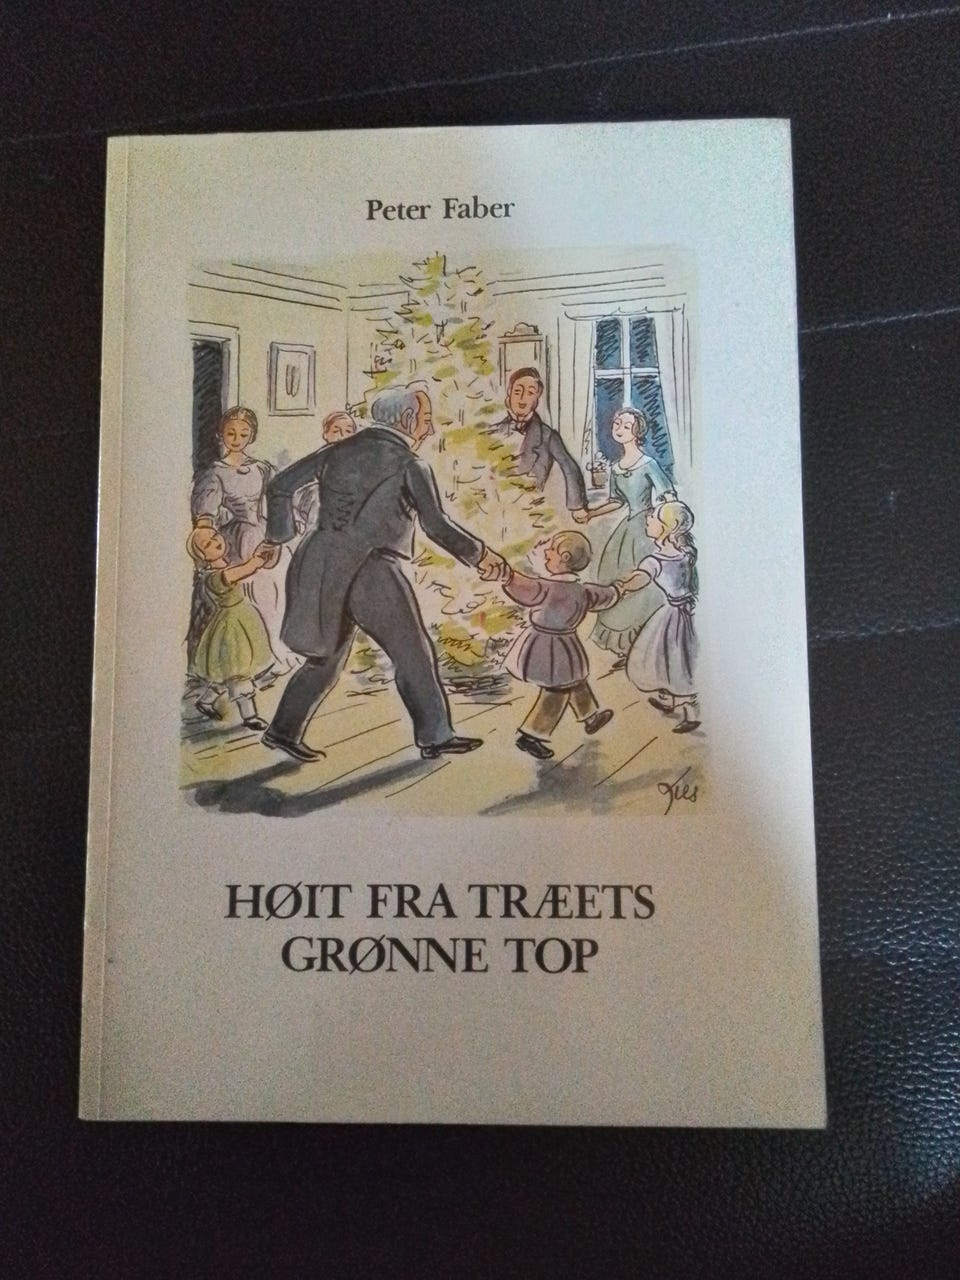 Peter Faber
HØIT FRA TRÆETS
GRØNNE TOP